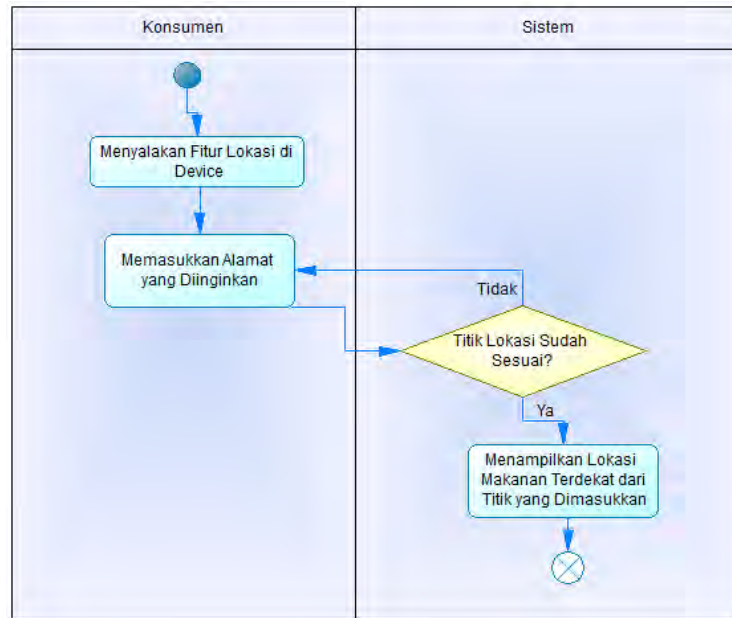 Konsumen
Sistem
Menyalakan Fitur Lokasi di
Device
Memasukkan Alamat
yang Diinginkan
Tidak
Titik Lokasi Sudah
Sesuai?
Ya
Menampilkan Lokasi
Makanan Terdekat dari
Titik yang Dimasukkan